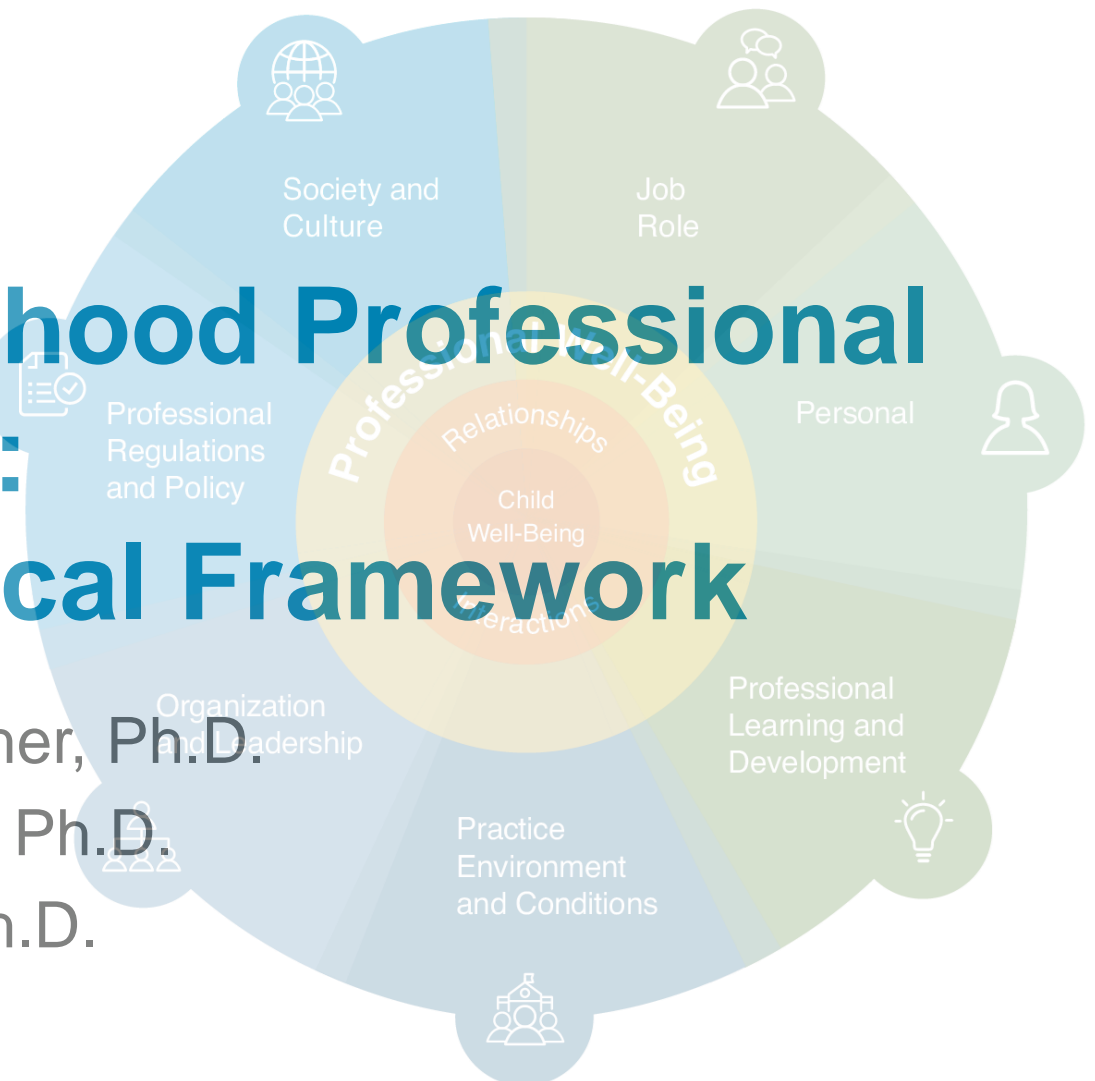 Society and
Culture
Job
Role
hood Professional
:
Professional Well-Being
Relationships
Professional
Regulations
and Policy
Personal
Child
Well-Being
cal Framework
Interactions
Organization
and Leadership
Professional
Learning and
Development
ner, Ph.D.
Ph.D.
h.D.
Practice
Environment
and Conditions